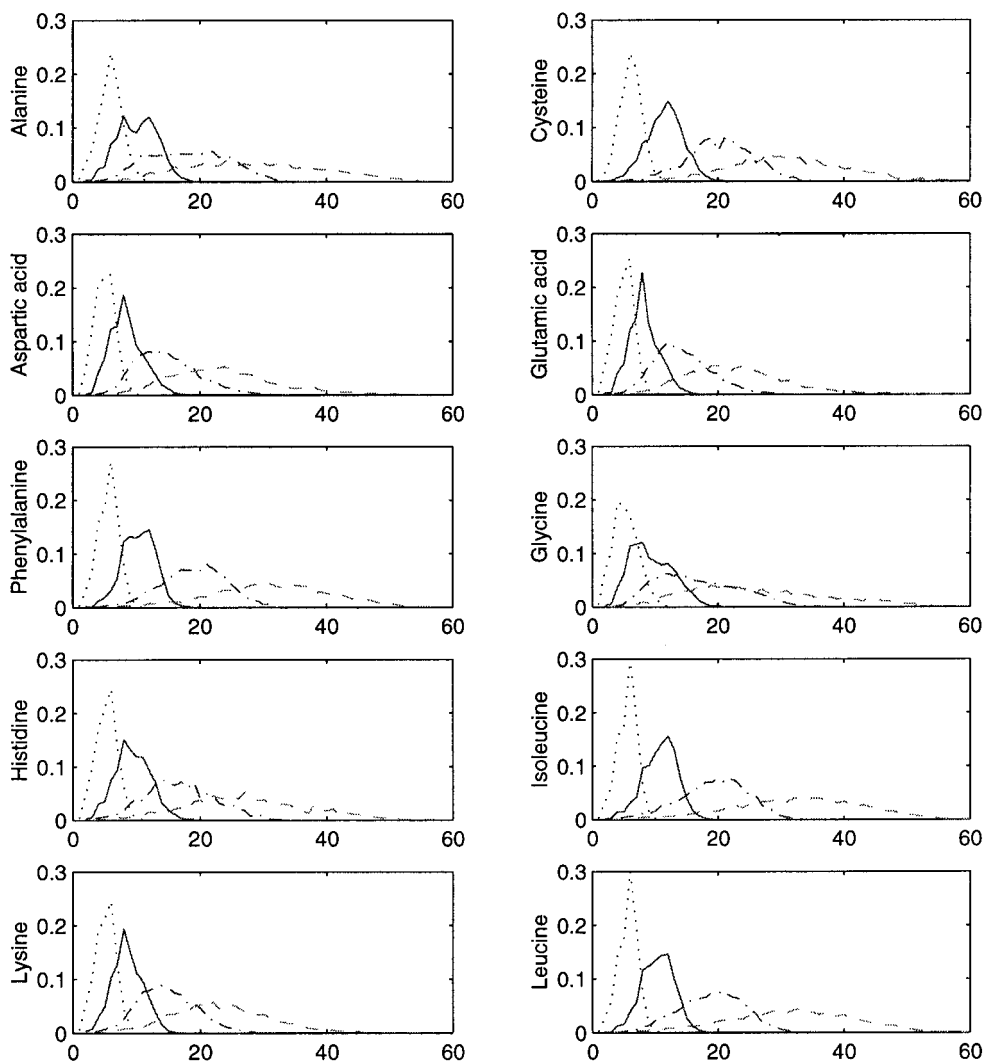 0.3 0.3
Alanine 0.2 Cysteine 0.2
0.1 0.1
0 0
0 20 40 60 0 20 40 60
0.3 0.3
Aspartic acid 0.2 Glutamic acid 0.2
0.1 0.1
0 0
0 20 40 60 0 20 40 60
0.3 0.3
Phenylalanine 0.2 Glycine 0.2
0.1 0.1
0 0
0 20 40 60 0 20 40 60
0.3 0.3
Histidine 0.2 Isoleucine 0.2
0.1 0.1
0 0
0 20 40 60 0 20 40 60
0.3 0.3
Lysine 0.2 Leucine 0.2
0.1 0.1
0 0
0 20 40 60 0 20 40 60